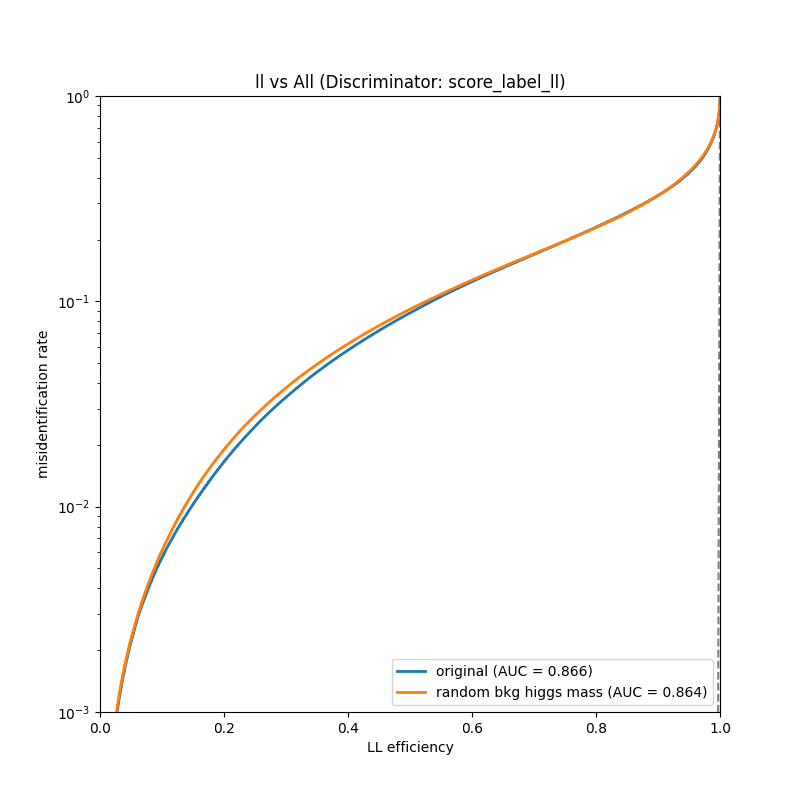 ll vs All (Discriminator: score_label_ll)
10⁰
10⁻¹
10⁻²
10⁻³
misidentification rate
original (AUC = 0.866)
random bkg higgs mass (AUC = 0.864)
0.0 0.2 0.4 0.6 0.8 1.0
LL efficiency